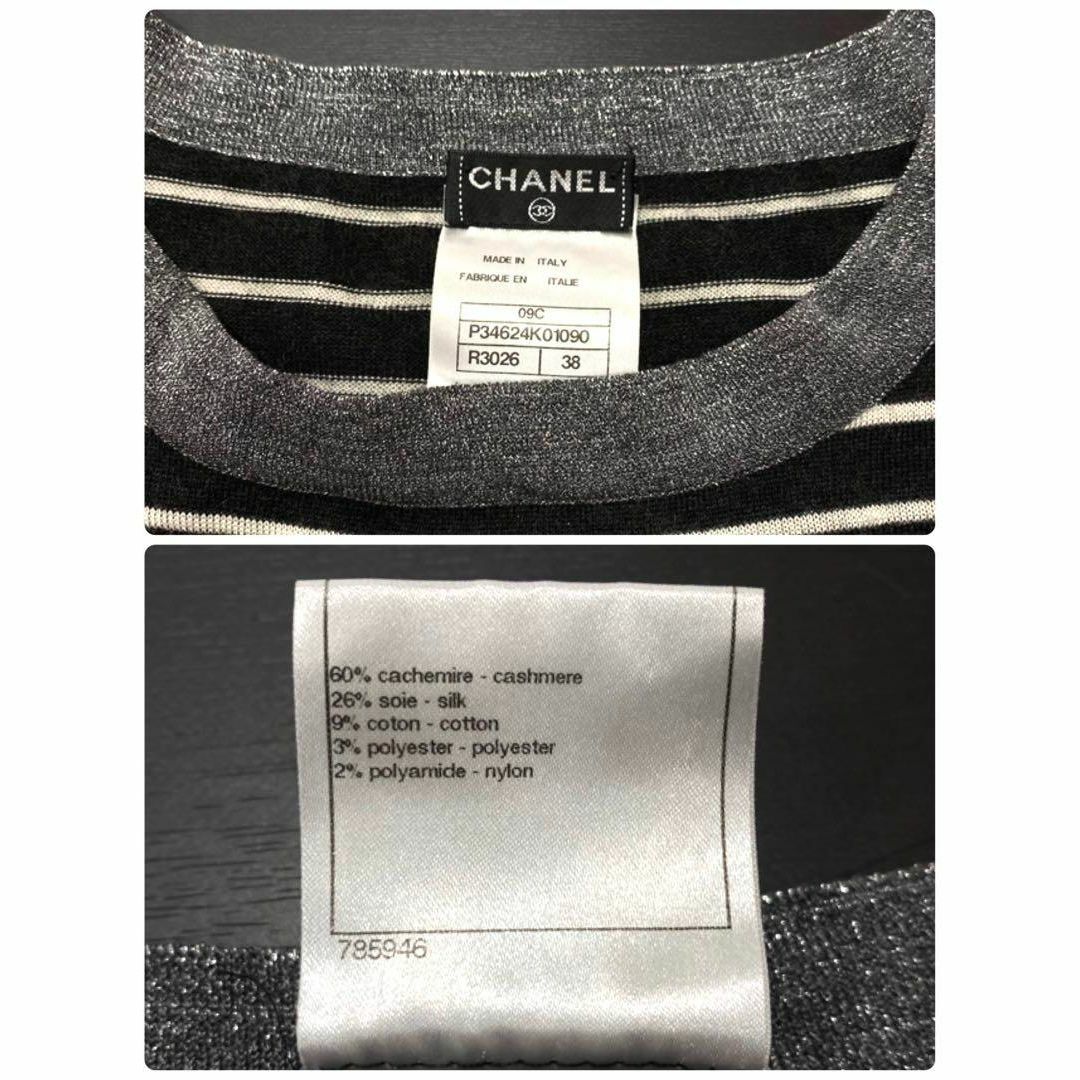 CHANEL
MADE IN ITALY
FABRIQUE EN ITALIE
09C
P34624K01090
R3026 38
60% cachemire - cashmere
26% soie - silk
9% coton - cotton
3% polyester - polyester
2% polyamide - nylon
785946